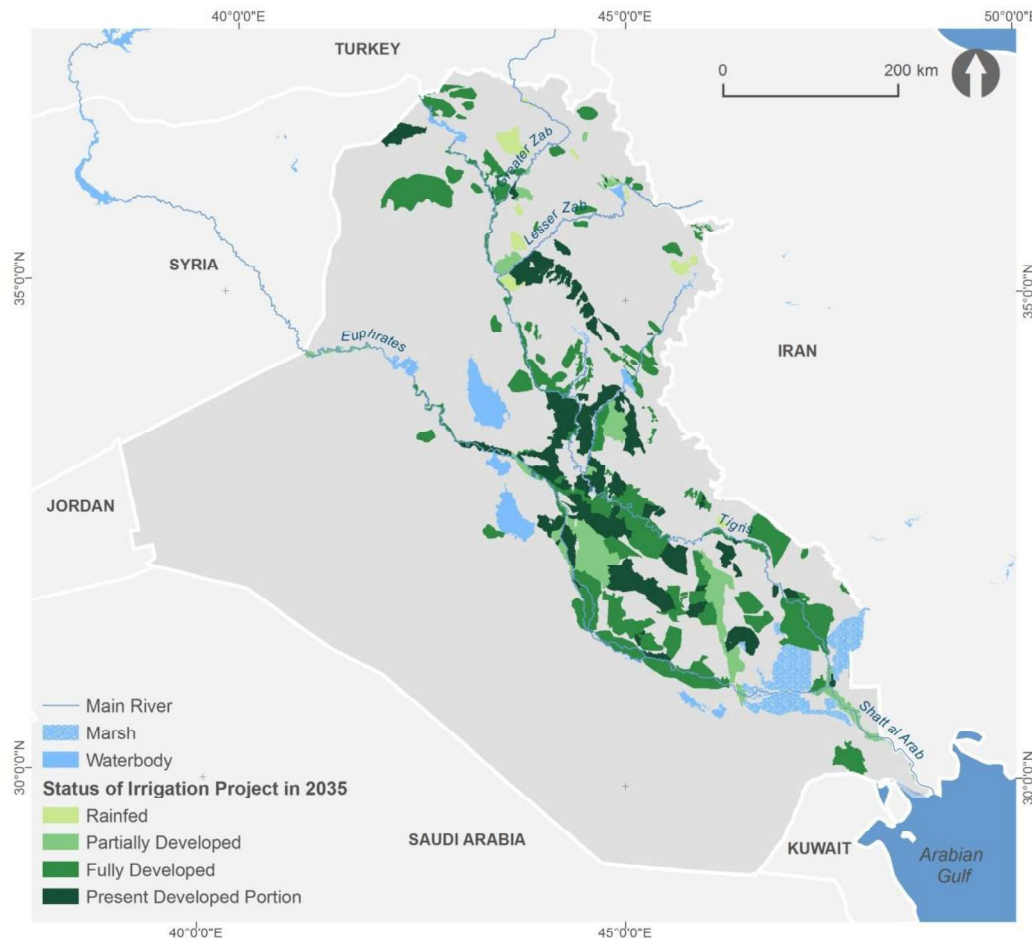 40°0'0"E
45°0'0"E
50°0'0"E
TURKEY
0
200 km
Greater Zab
Lesser Zab
SYRIA
35°0'0"N
35°0'0"N
Euphrates
IRAN
JORDAN
Tigris
Main River
Marsh
Waterbody
Shatt al Arab
30°0'0"N
30°0'0"N
Status of Irrigation Project in 2035
Rainfed
Partially Developed
SAUDI ARABIA
KUWAIT
Arabian
Gulf
Fully Developed
Present Developed Portion
40°0'0"E
45°0'0"E